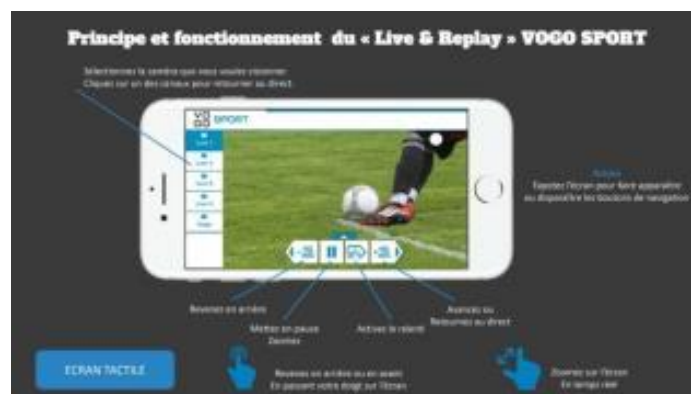 Principe et fonctionnement du « Live & Replay » VOGO SPORT
Sélectionnez la caméra que vous voulez visionner.
Cliquez sur un des canaux pour retourner au direct.
VOGO SPORT
Tapotez l'écran pour faire apparaître
ou disparaître les boutons de navigation
Revenez en arrière
Mettez en pause
Zoomez
Activez le ralenti
Avancez ou
Retournez au direct
ECRAN TACTILE
Revenez en arrière ou en avant
En passant votre doigt sur l'écran
Zoomez sur l'écran
En temps réel